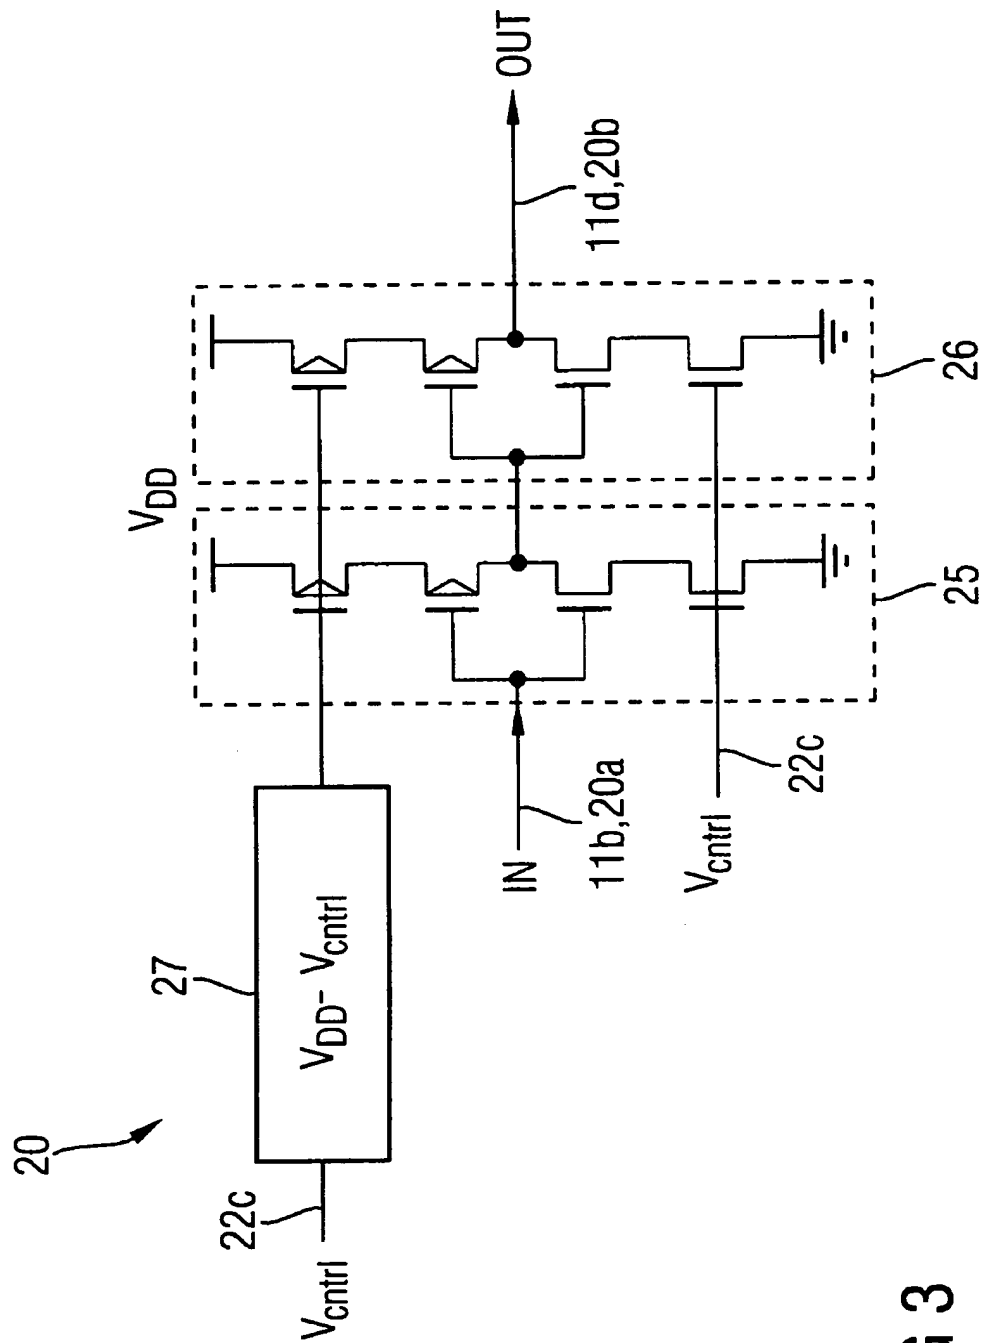 20
27
V_cntrl
22c
V_DD- V_cntrl
V_DD
IN
11b,20a
OUT
11d,20b
V_cntrl
22c
25
26
3